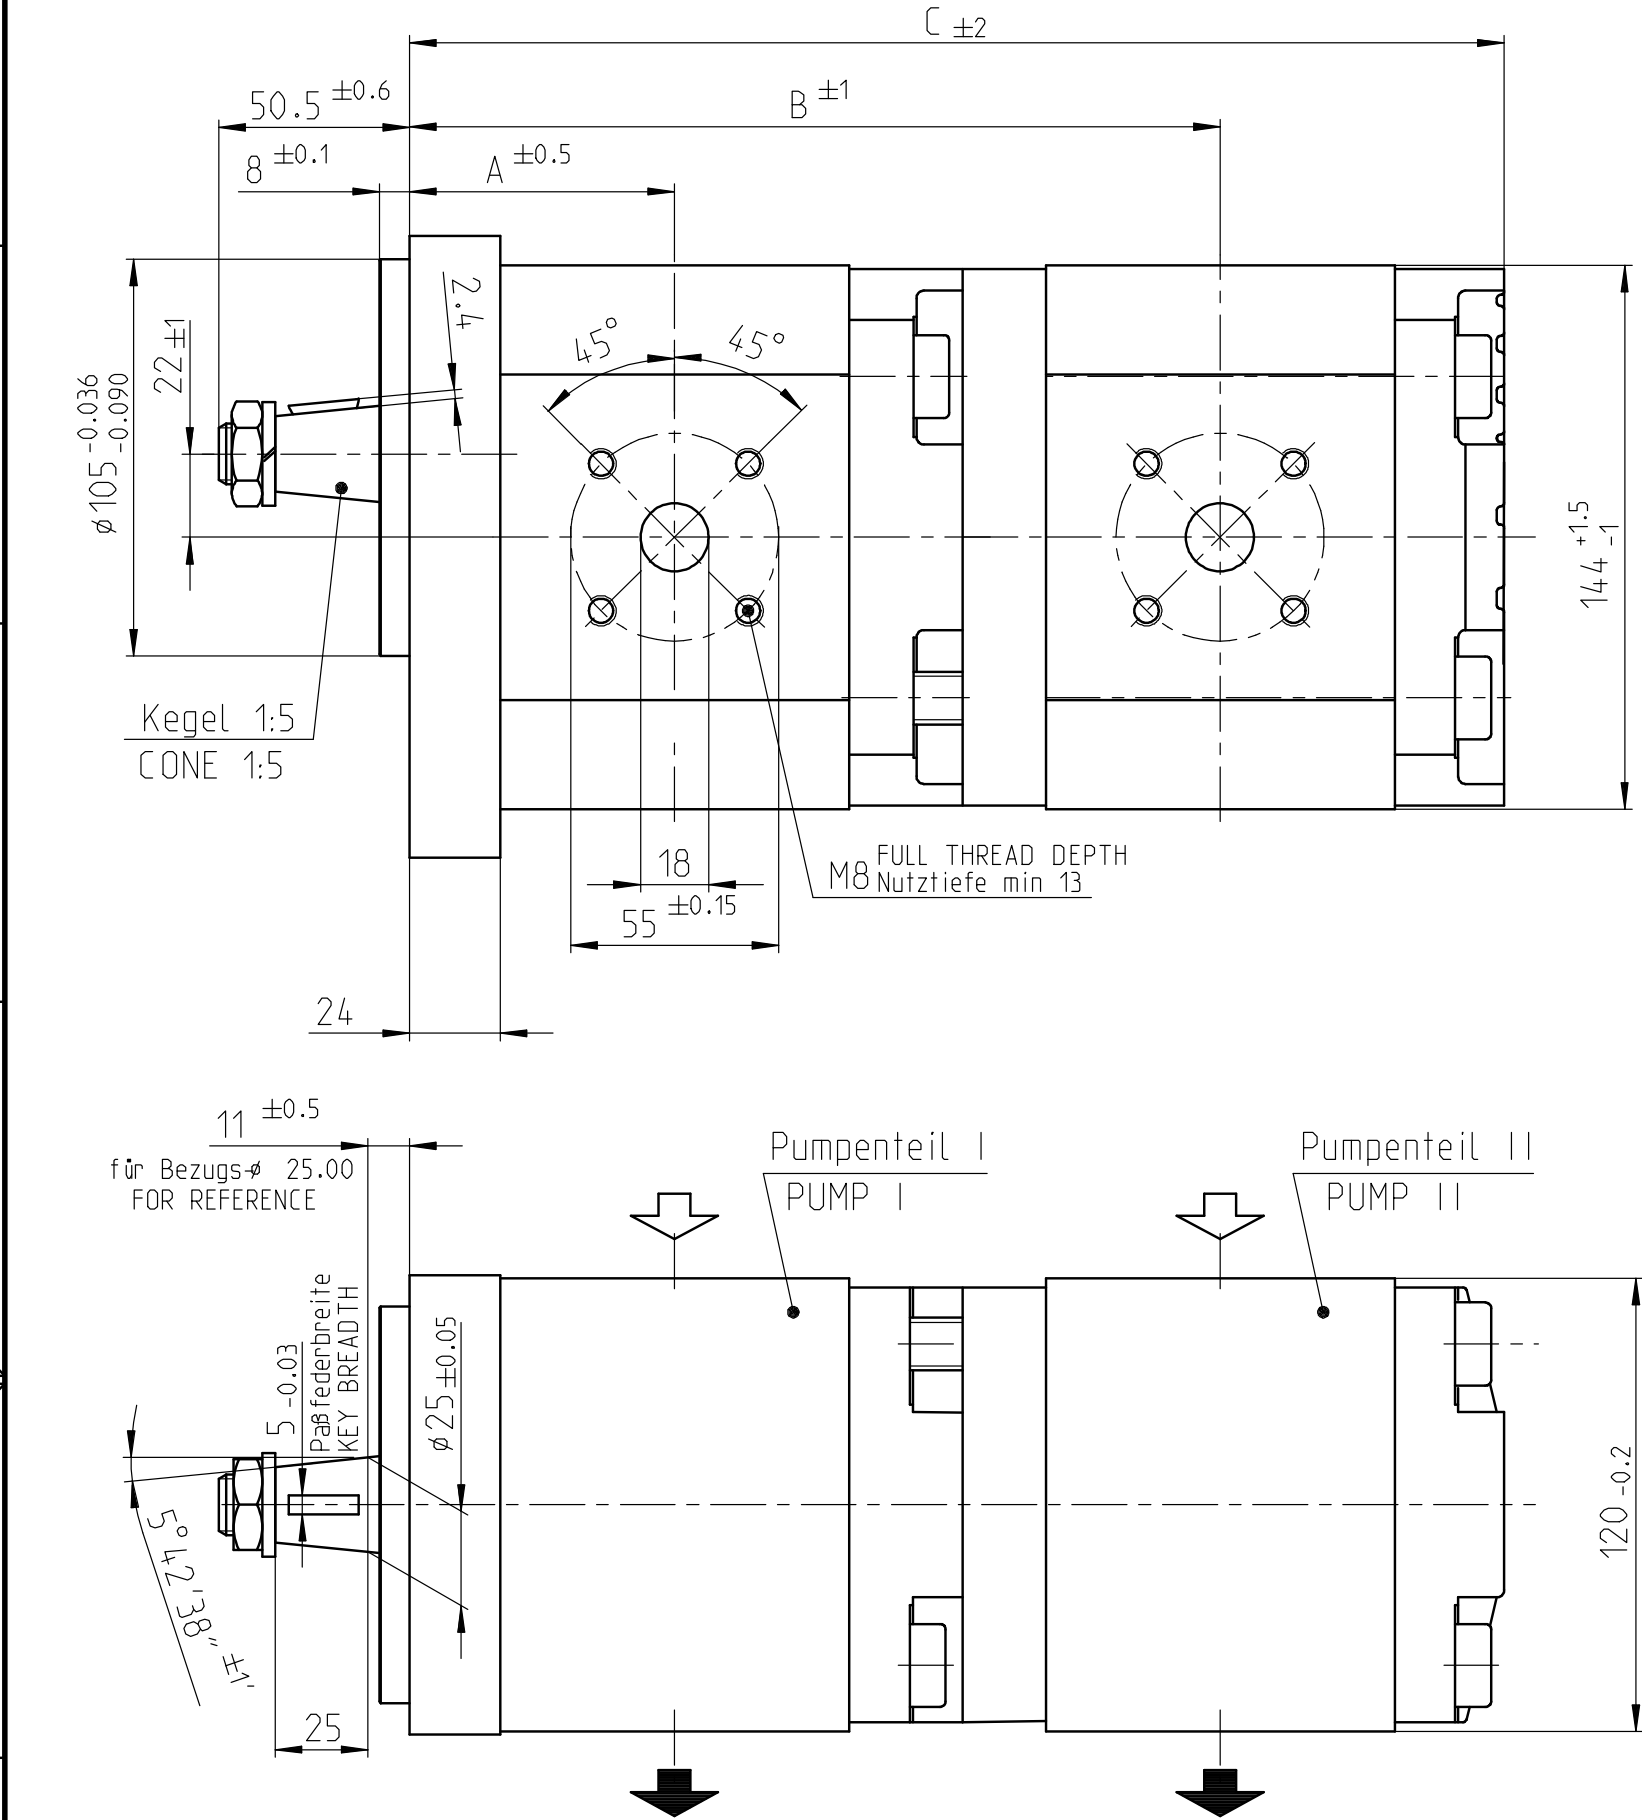 C ±2
50.5 ±0.6
B ±1
8 ±0.1
A ±0.5
2.4
45°
45°
22 ±1
ø105 -0.036
-0.090
144 +1.5
-1
Kegel 1:5
CONE 1:5
18
55 ±0.15
M8 FULL THREAD DEPTH
Nutztiefe min 13
24
11 ±0.5
für Bezugs-ø 25.00
FOR REFERENCE
Pumpenteil I
PUMP I
Pumpenteil II
PUMP II
5 -0.03
Paßfederbreite
KEY BREADTH
ø25±0.05
5°42'38" ±1'
25
120 -0.2